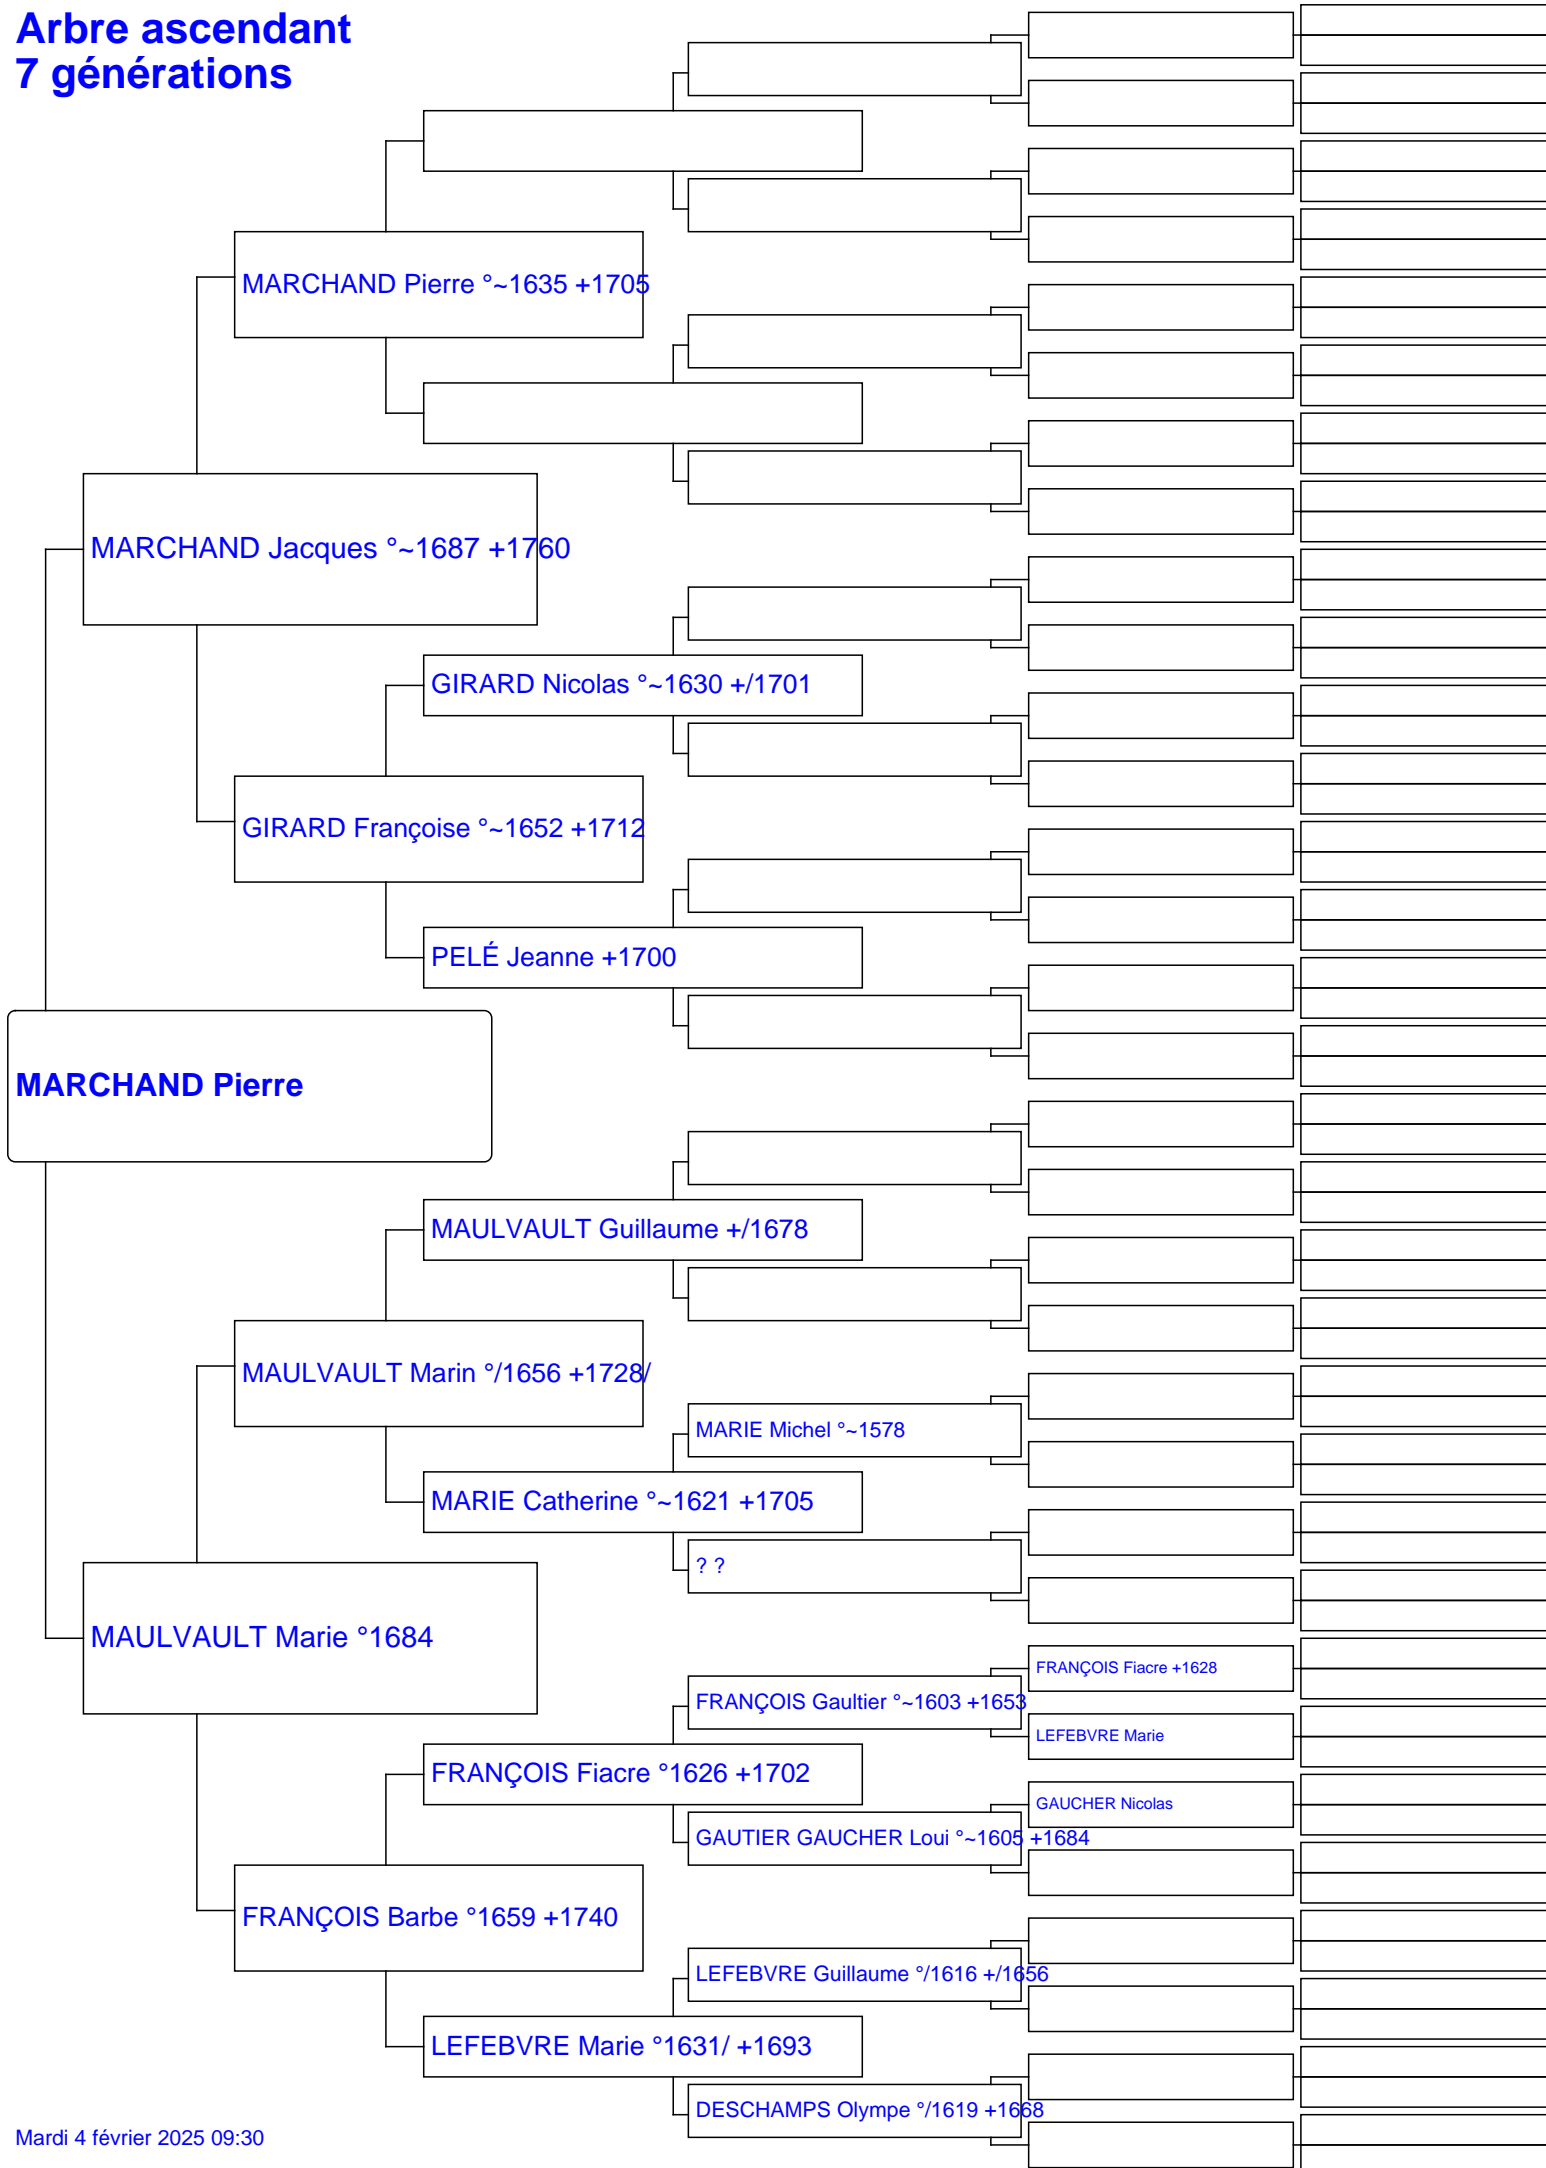 Arbre ascendant
7 générations
MARCHAND Pierre °~1635 +1705
MARCHAND Jacques °~1687 +1760
GIRARD Nicolas °~1630 +/1701
GIRARD Françoise °~1652 +1712
PELÉ Jeanne +1700
MARCHAND Pierre
MAULVAULT Guillaume +/1678
MAULVAULT Marin °/1656 +1728/
MARIE Michel °~1578
MARIE Catherine °~1621 +1705
? ?
MAULVAULT Marie °1684
FRANÇOIS Fiacre +1628
FRANÇOIS Gaultier °~1603 +1653
LEFEBVRE Marie
FRANÇOIS Fiacre °1626 +1702
GAUCHER Nicolas
GAUTIER GAUCHER Loui °~1605 +1684
FRANÇOIS Barbe °1659 +1740
LEFEBVRE Guillaume °/1616 +/1656
LEFEBVRE Marie °1631/ +1693
DESCHAMPS Olympe °/1619 +1668
Mardi 4 février 2025 09:30